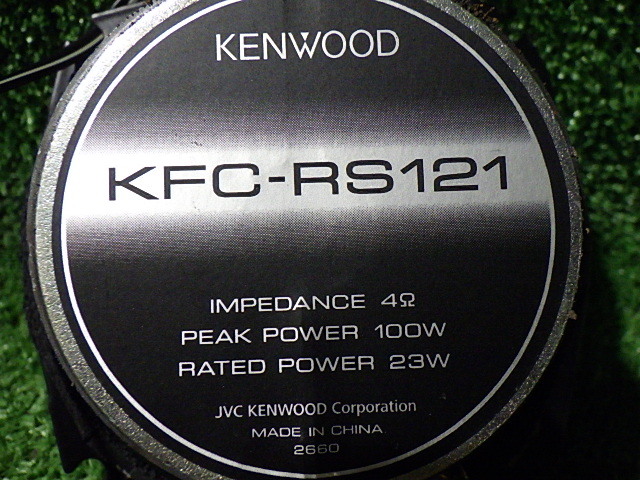 KENWOOD
KFC-RS121
IMPEDANCE 4Ω
PEAK POWER 100W
RATED POWER 23W
JVC KENWOOD Corporation
MADE IN CHINA
2660